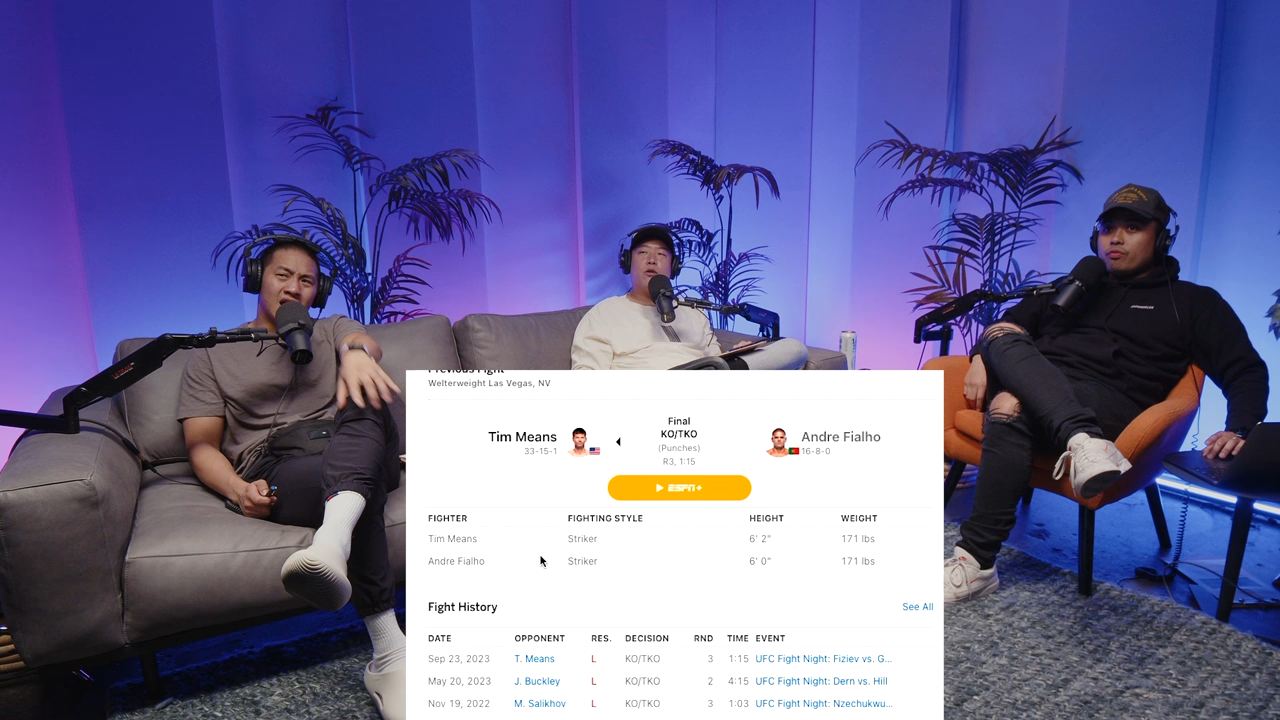 Previous Fight
Welterweight Las Vegas, NV
Final
KO/TKO
(Punches)
R3, 1:15
Tim Means
33-15-1
Andre Fialho
16-8-0
ESPN+
FIGHTER FIGHTING STYLE HEIGHT WEIGHT
Tim Means Striker 6' 2" 171 lbs
Andre Fialho Striker 6' 0" 171 lbs
Fight History See All
DATE OPPONENT RES. DECISION RND TIME EVENT
Sep 23, 2023 T. Means L KO/TKO 3 1:15 UFC Fight Night: Fiziev vs. G...
May 20, 2023 J. Buckley L KO/TKO 2 4:15 UFC Fight Night: Dern vs. Hill
Nov 19, 2022 M. Salikhov L KO/TKO 3 1:03 UFC Fight Night: Nzechukwu...